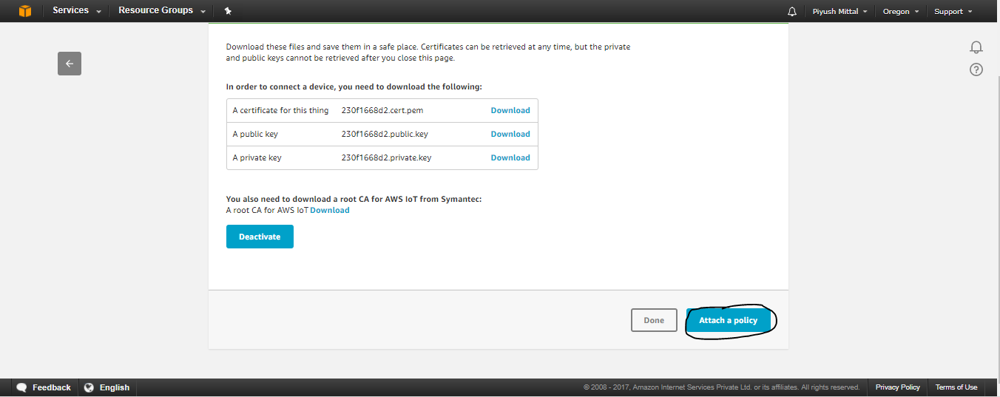 Services Resource Groups Piyush Mittal Oregon Support
Download these files and save them in a safe place. Certificates can be retrieved at any time, but the private
and public keys cannot be retrieved after you close this page.
In order to connect a device, you need to download the following:
A certificate for this thing 230f1668d2.cert.pem Download
A public key 230f1668d2.public.key Download
A private key 230f1668d2.private.key Download
You also need to download a root CA for AWS IoT from Symantec:
A root CA for AWS IoT Download
Deactivate
Done Attach a policy
Feedback English © 2008 - 2017, Amazon Internet Services Private Ltd. or its affiliates. All rights reserved. Privacy Policy Terms of Use